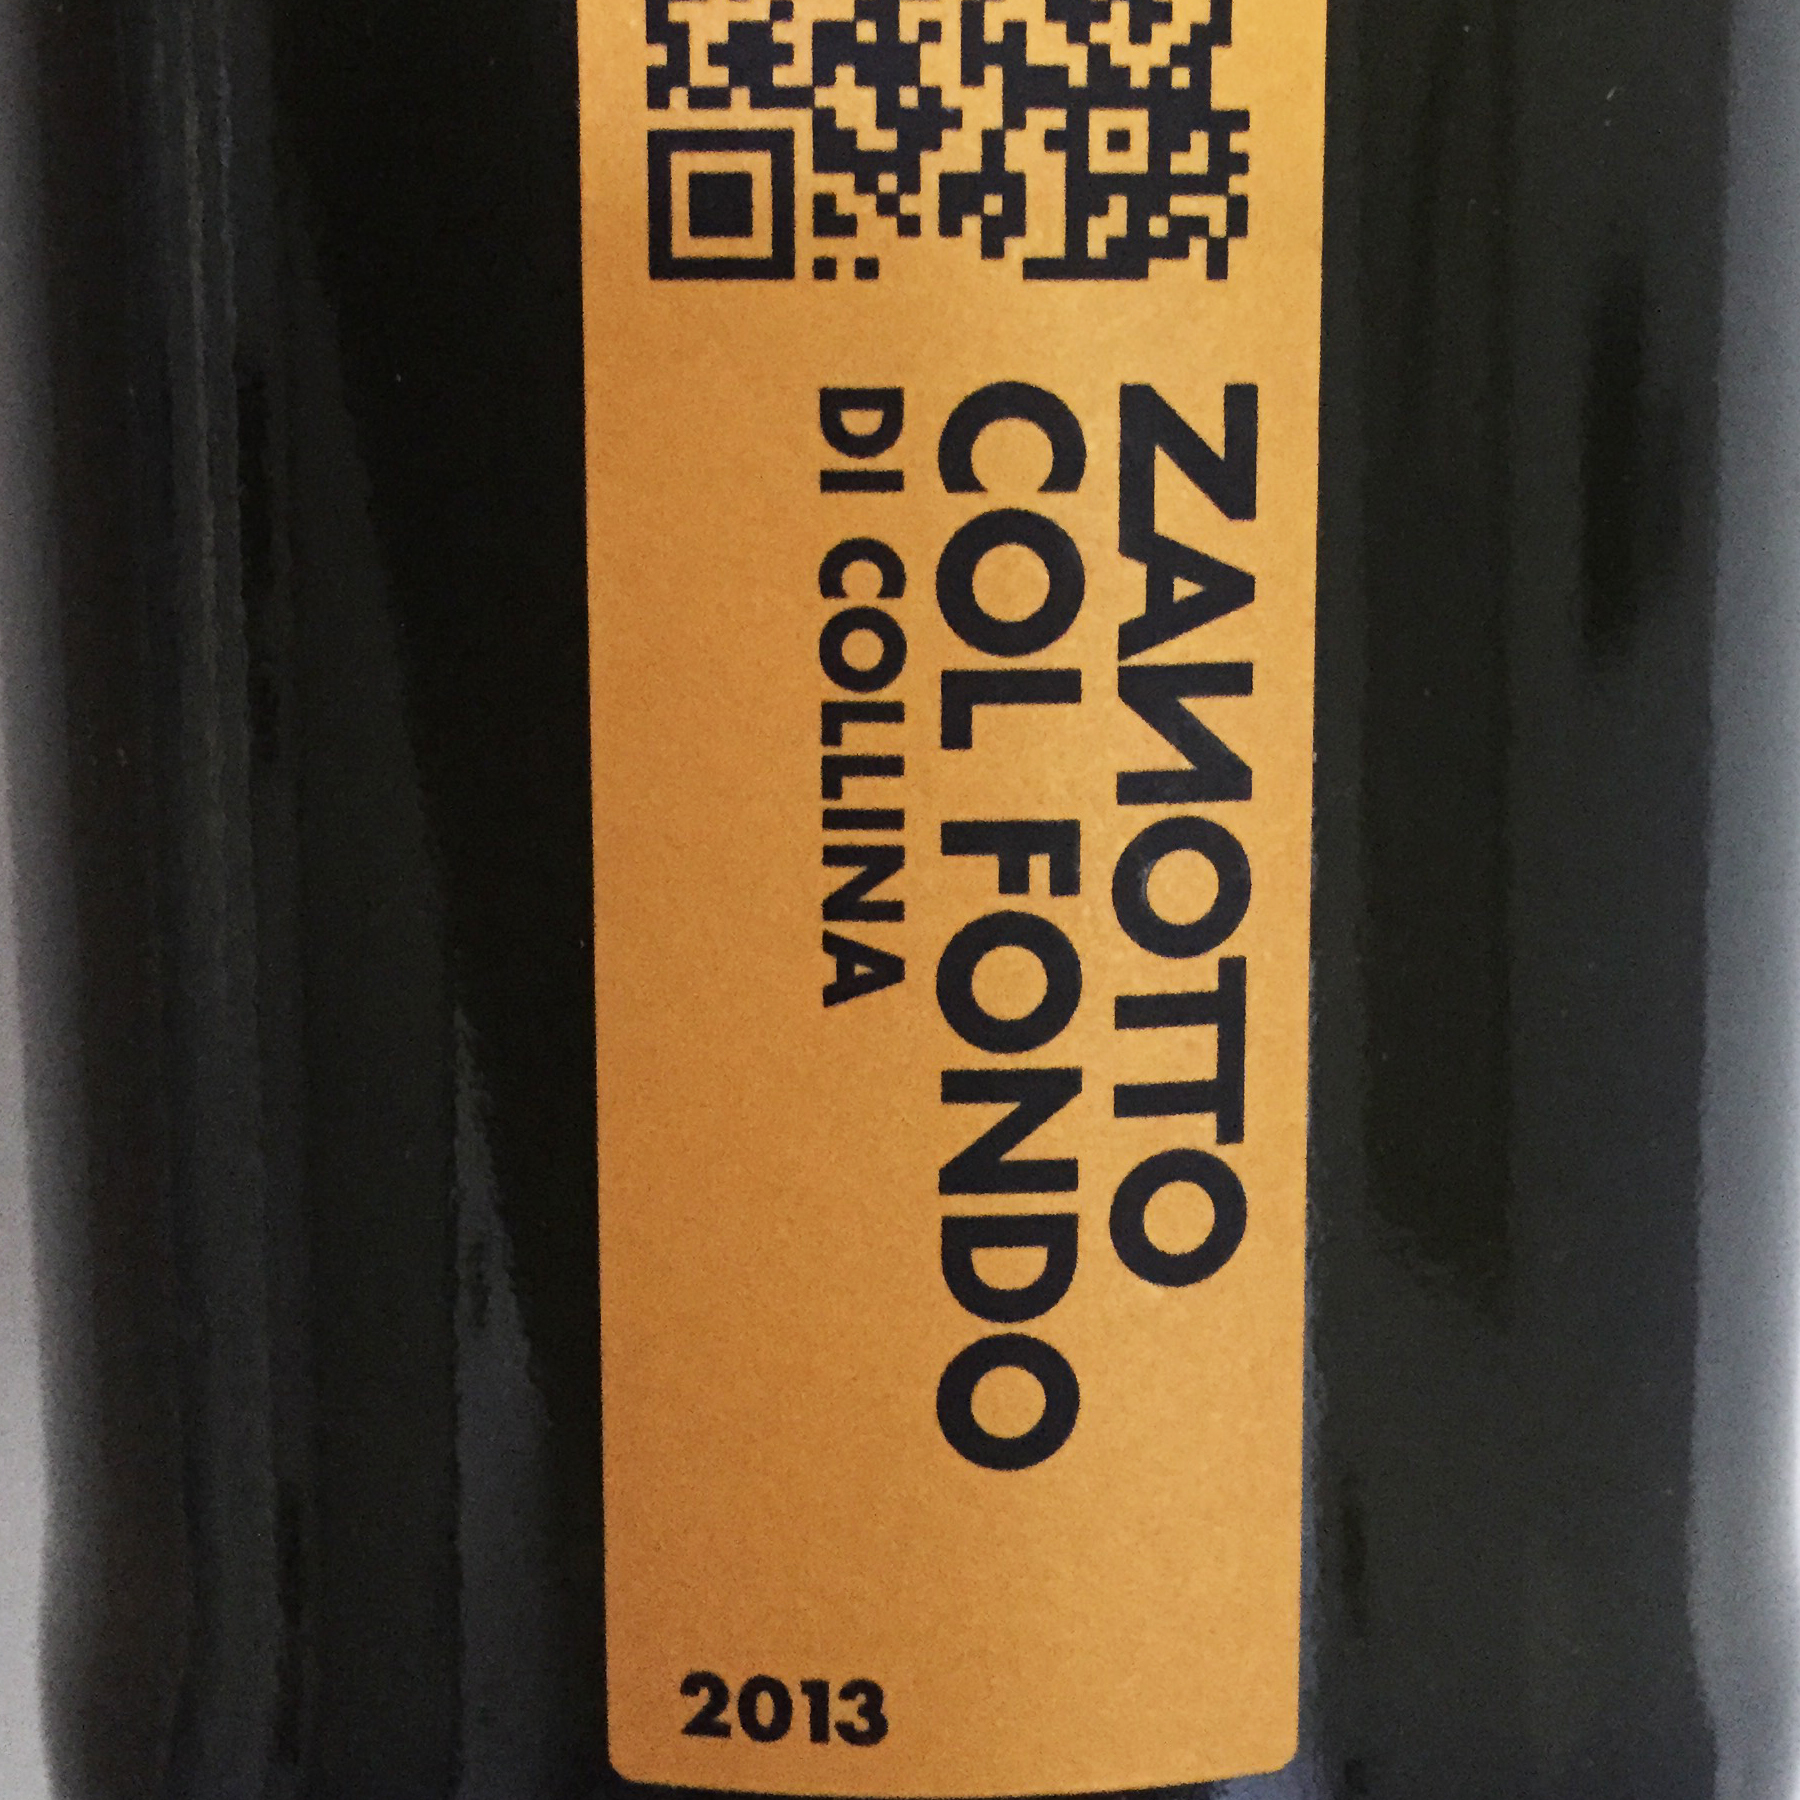 ZANOTTO
COL FONDO
DI COLLINA
2013